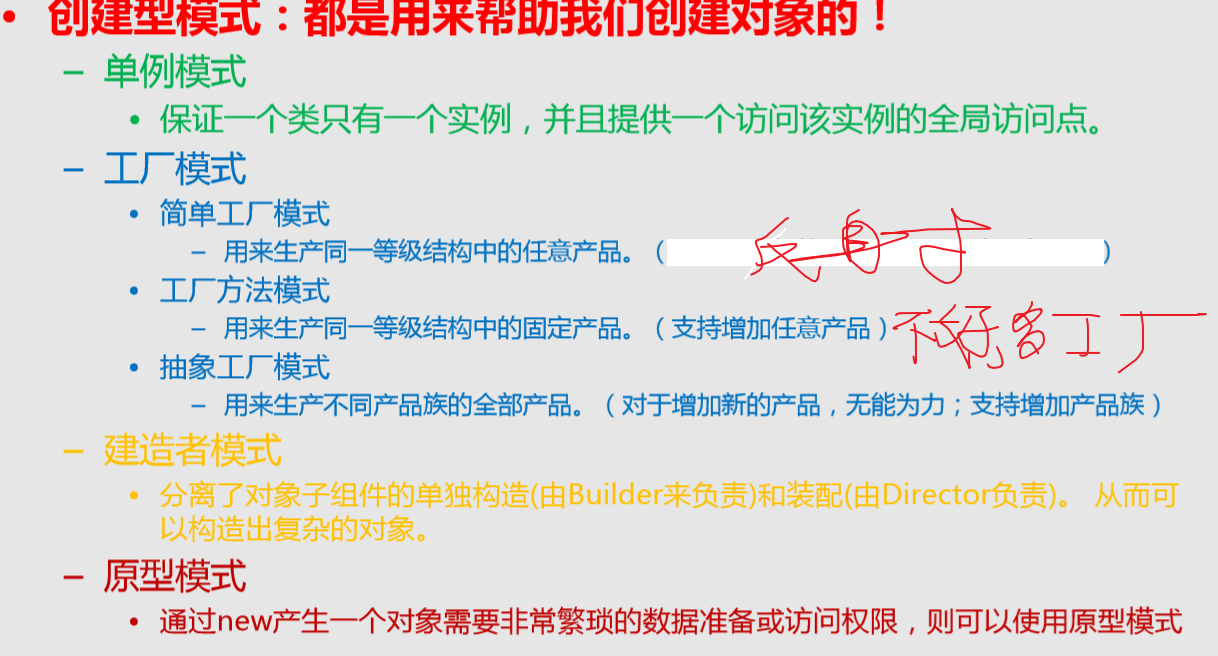 • 创建型模式：都是用来帮助我们创建对象的！
– 单例模式
• 保证一个类只有一个实例，并且提供一个访问该实例的全局访问点。
– 工厂模式
• 简单工厂模式
– 用来生产同一等级结构中的任意产品。（反射）
• 工厂方法模式
– 用来生产同一等级结构中的固定产品。（支持增加任意产品）不好,多工厂
• 抽象工厂模式
– 用来生产不同产品族的全部产品。（对于增加新的产品，无能为力；支持增加产品族）
– 建造者模式
• 分离了对象子组件的单独构造(由Builder来负责)和装配(由Director负责)。 从而可
以构造出复杂的对象。
– 原型模式
• 通过new产生一个对象需要非常繁琐的数据准备或访问权限，则可以使用原型模式